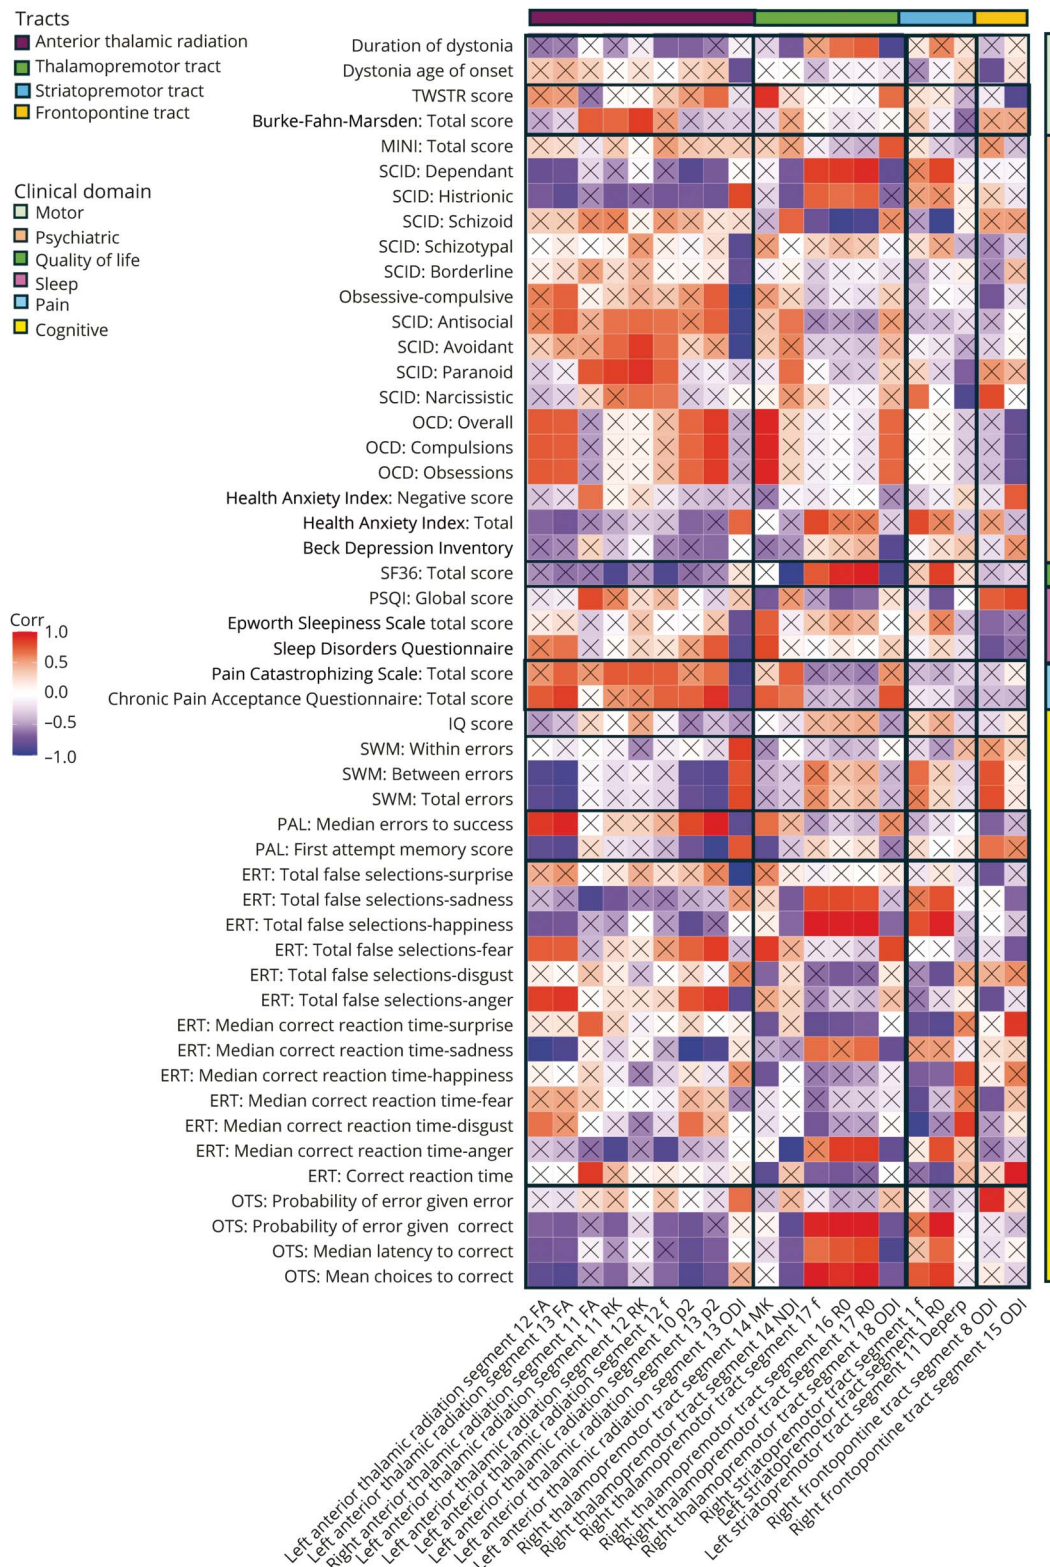 Tracts
Anterior thalamic radiation
Thalamopremotor tract
Striatopremotor tract
Frontopontine tract
Clinical domain
Motor
Psychiatric
Quality of life
Sleep
Pain
Cognitive
Corr
1.0
0.5
0.0
−0.5
−1.0
Duration of dystonia
Dystonia age of onset
TWSTR score
Burke-Fahn-Marsden: Total score
MINI: Total score
SCID: Dependant
SCID: Histrionic
SCID: Schizoid
SCID: Schizotypal
SCID: Borderline
Obsessive-compulsive
SCID: Antisocial
SCID: Avoidant
SCID: Paranoid
SCID: Narcissistic
OCD: Overall
OCD: Compulsions
OCD: Obsessions
Health Anxiety Index: Negative score
Health Anxiety Index: Total
Beck Depression Inventory
SF36: Total score
PSQI: Global score
Epworth Sleepiness Scale total score
Sleep Disorders Questionnaire
Pain Catastrophizing Scale: Total score
Chronic Pain Acceptance Questionnaire: Total score
IQ score
SWM: Within errors
SWM: Between errors
SWM: Total errors
PAL: Median errors to success
PAL: First attempt memory score
ERT: Total false selections-surprise
ERT: Total false selections-sadness
ERT: Total false selections-happiness
ERT: Total false selections-fear
ERT: Total false selections-disgust
ERT: Total false selections-anger
ERT: Median correct reaction time-surprise
ERT: Median correct reaction time-sadness
ERT: Median correct reaction time-happiness
ERT: Median correct reaction time-fear
ERT: Median correct reaction time-disgust
ERT: Median correct reaction time-anger
ERT: Correct reaction time
OTS: Probability of error given error
OTS: Probability of error given correct
OTS: Median latency to correct
OTS: Mean choices to correct
Left anterior thalamic radiation segment 12 FA
Left anterior thalamic radiation segment 13 FA
Right anterior thalamic radiation segment 11 FA
Left anterior thalamic radiation segment 11 RK
Left anterior thalamic radiation segment 12 RK
Left anterior thalamic radiation segment 12 f
Left anterior thalamic radiation segment 10 p2
Left anterior thalamic radiation segment 13 p2
Left anterior thalamic radiation segment 13 ODI
Right thalamopremotor tract segment 14 MK
Right thalamopremotor tract segment 14 NDI
Right thalamopremotor tract segment 17 f
Right thalamopremotor tract segment 16 R0
Right thalamopremotor tract segment 17 R0
Right thalamopremotor tract segment 18 ODI
Right striatopremotor tract segment 1 f
Left striatopremotor tract segment 1 R0
Left striatopremotor tract segment 11 Deperp
Right frontopontine tract segment 8 ODI
Right frontopontine tract segment 15 ODI